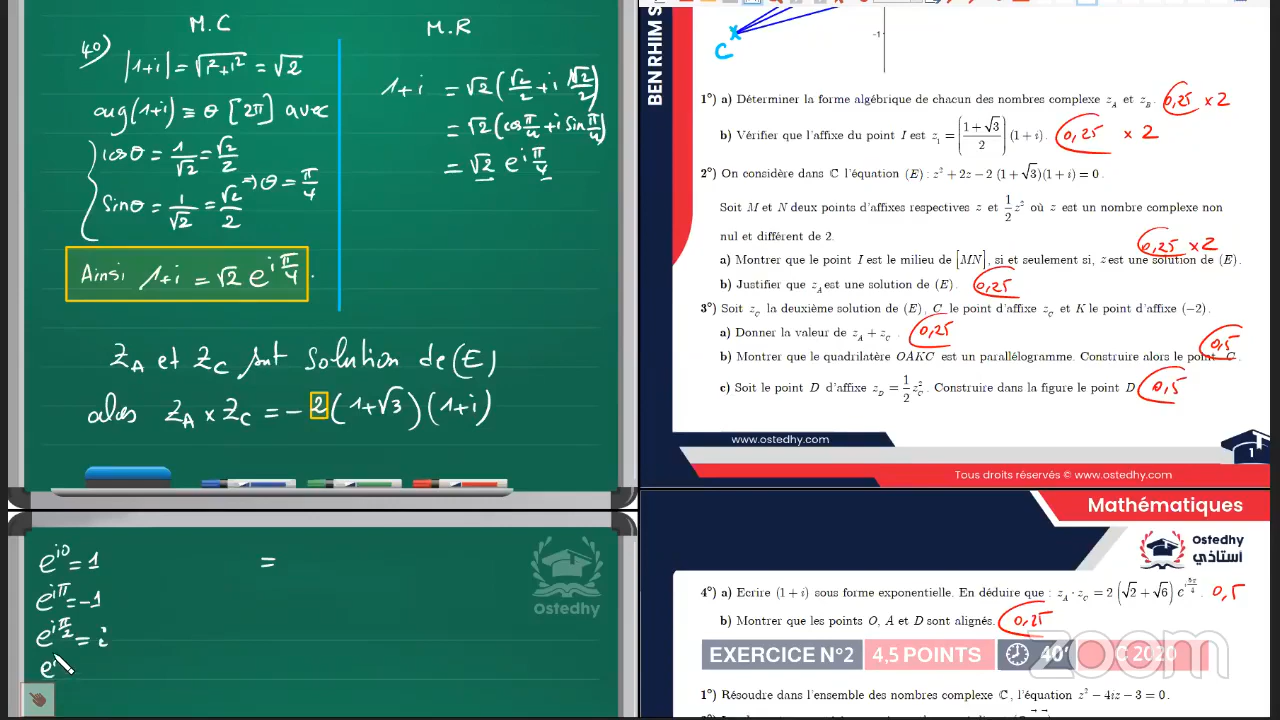 M.C
M.R
4°)
|1+i| = √1²+1² = √2
arg(1+i) ≡ θ [2π] avec
cosθ = 1/√2 = √2/2
sinθ = 1/√2 = √2/2 ⇒ θ = π/4
Ainsi 1+i = √2 e^{iπ/4}.
1+i = √2 (√2/2 + i √2/2)
= √2 (cos π/4 + i sin π/4)
= √2 e^{iπ/4}
Z_A et Z_C sont solution de (E)
alors Z_A × Z_C = -2(1+√3)(1+i)
e^{i0} = 1
=
e^{iπ} = -1
e^{iπ/2} = i
e
Ostedhy
BEN RHIM S
C
-1
1°) a) Déterminer la forme algébrique de chacun des nombres complexe z_A et z_B. 0,25 × 2
b) Vérifier que l'affixe du point I est z_I = ((1+√3)/2)(1+i). 0,25 × 2
2°) On considère dans ℂ l'équation (E) : z² + 2z − 2 (1+√3)(1+i) = 0.
Soit M et N deux points d'affixes respectives z et 1/2 z² où z est un nombre complexe non
nul et différent de 2.
0,25 × 2
a) Montrer que le point I est le milieu de [MN], si et seulement si, z est une solution de (E).
b) Justifier que z_A est une solution de (E). 0,25
3°) Soit z_C la deuxième solution de (E), C le point d'affixe z_C et K le point d'affixe (−2).
a) Donner la valeur de z_A + z_C. 0,25
b) Montrer que le quadrilatère OAKC est un parallélogramme. Construire alors le point C. 0,5
c) Soit le point D d'affixe z_D = 1/2 z_C². Construire dans la figure le point D 0,5
www.ostedhy.com
1
Tous droits réservés © www.ostedhy.com
Mathématiques
Ostedhy
أستاذي
4°) a) Ecrire (1+i) sous forme exponentielle. En déduire que : z_A · z_C = 2 (√2 + √6) e^{i5π/4}. 0,5
b) Montrer que les points O, A et D sont alignés. 0,25
EXERCICE N°2 4,5 POINTS 40' C 2020
zoom
1°) Résoudre dans l'ensemble des nombres complexe ℂ, l'équation z² − 4iz − 3 = 0.